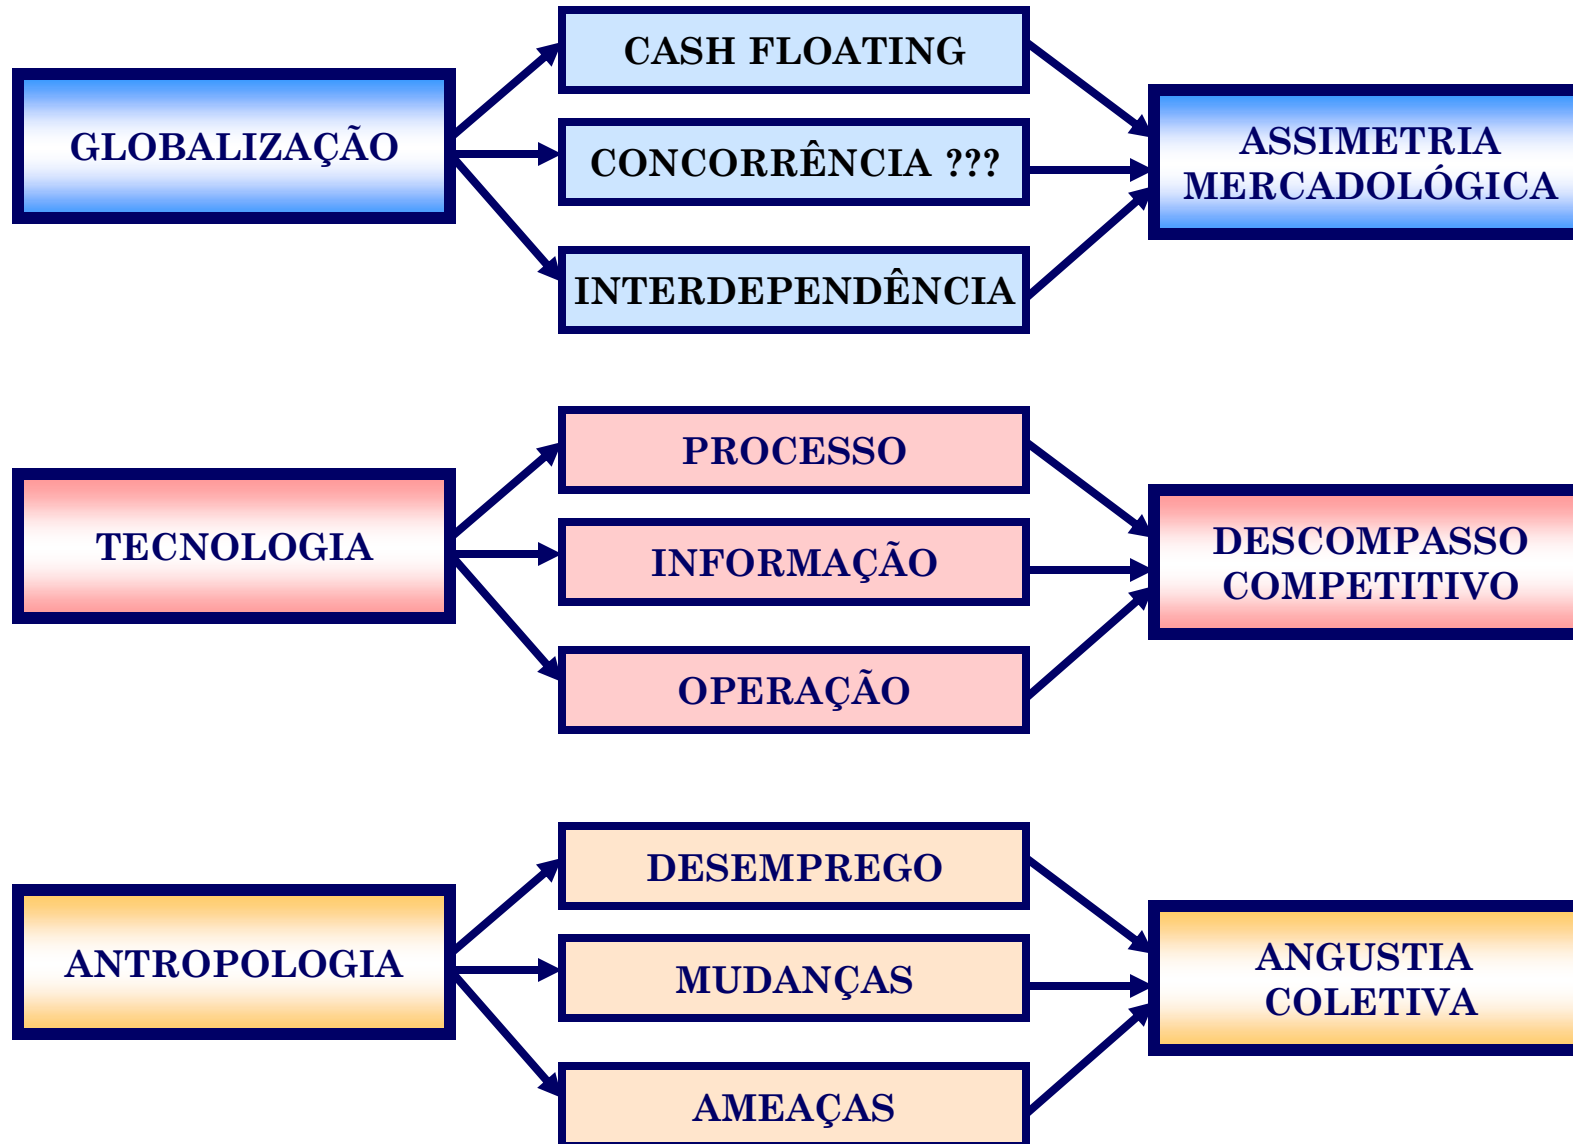 GLOBALIZAÇÃO
CASH FLOATING
CONCORRÊNCIA ???
INTERDEPENDÊNCIA
ASSIMETRIA
MERCADOLÓGICA
TECNOLOGIA
PROCESSO
INFORMAÇÃO
OPERAÇÃO
DESCOMPASSO
COMPETITIVO
ANTROPOLOGIA
DESEMPREGO
MUDANÇAS
AMEAÇAS
ANGUSTIA
COLETIVA